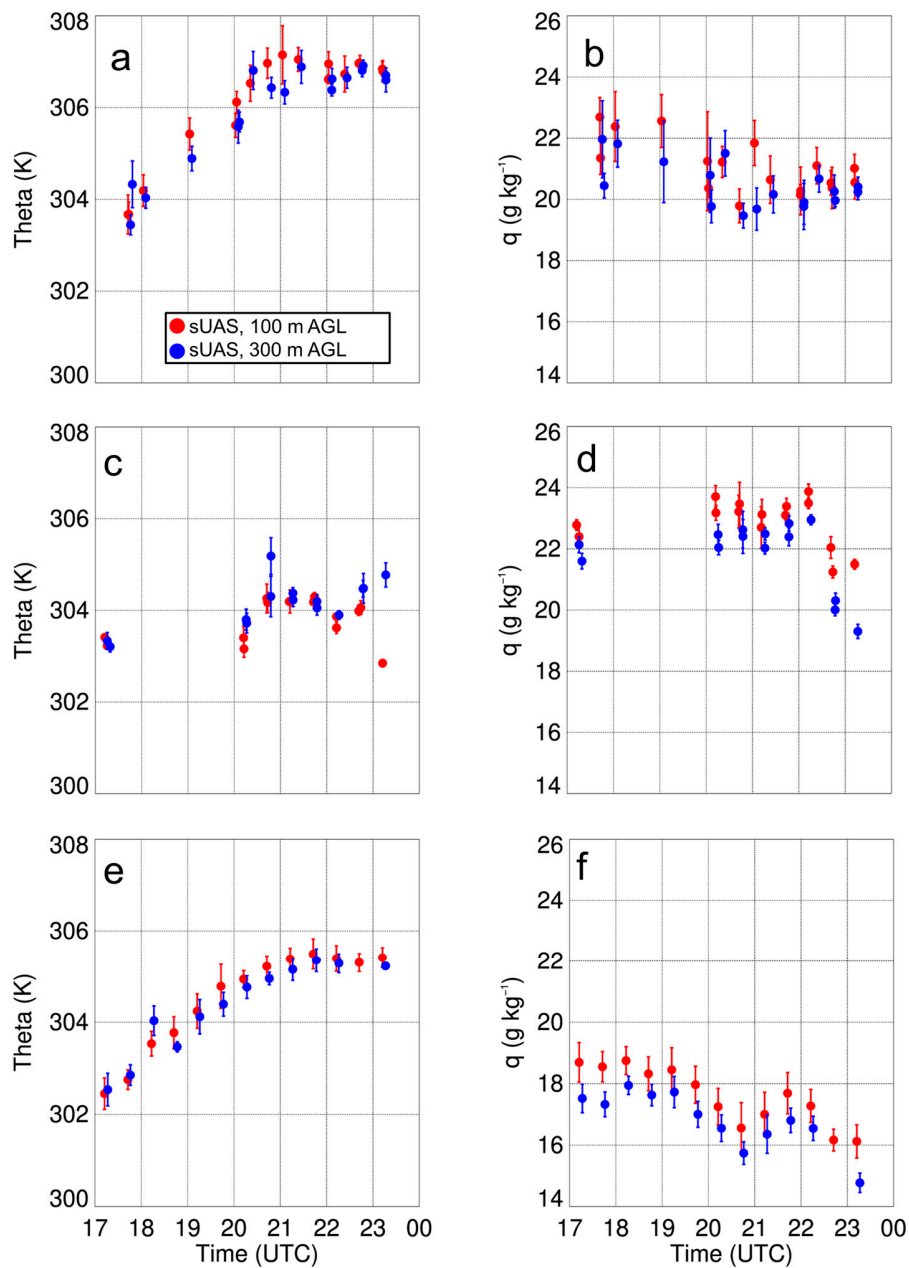 a
308
306
304
302
300
Theta (K)
sUAS, 100 m AGL
sUAS, 300 m AGL
b
26
24
22
20
18
16
14
q (g kg⁻¹)
c
308
306
304
302
300
Theta (K)
d
26
24
22
20
18
16
14
q (g kg⁻¹)
e
308
306
304
302
300
Theta (K)
17 18 19 20 21 22 23 00
Time (UTC)
f
26
24
22
20
18
16
14
q (g kg⁻¹)
17 18 19 20 21 22 23 00
Time (UTC)